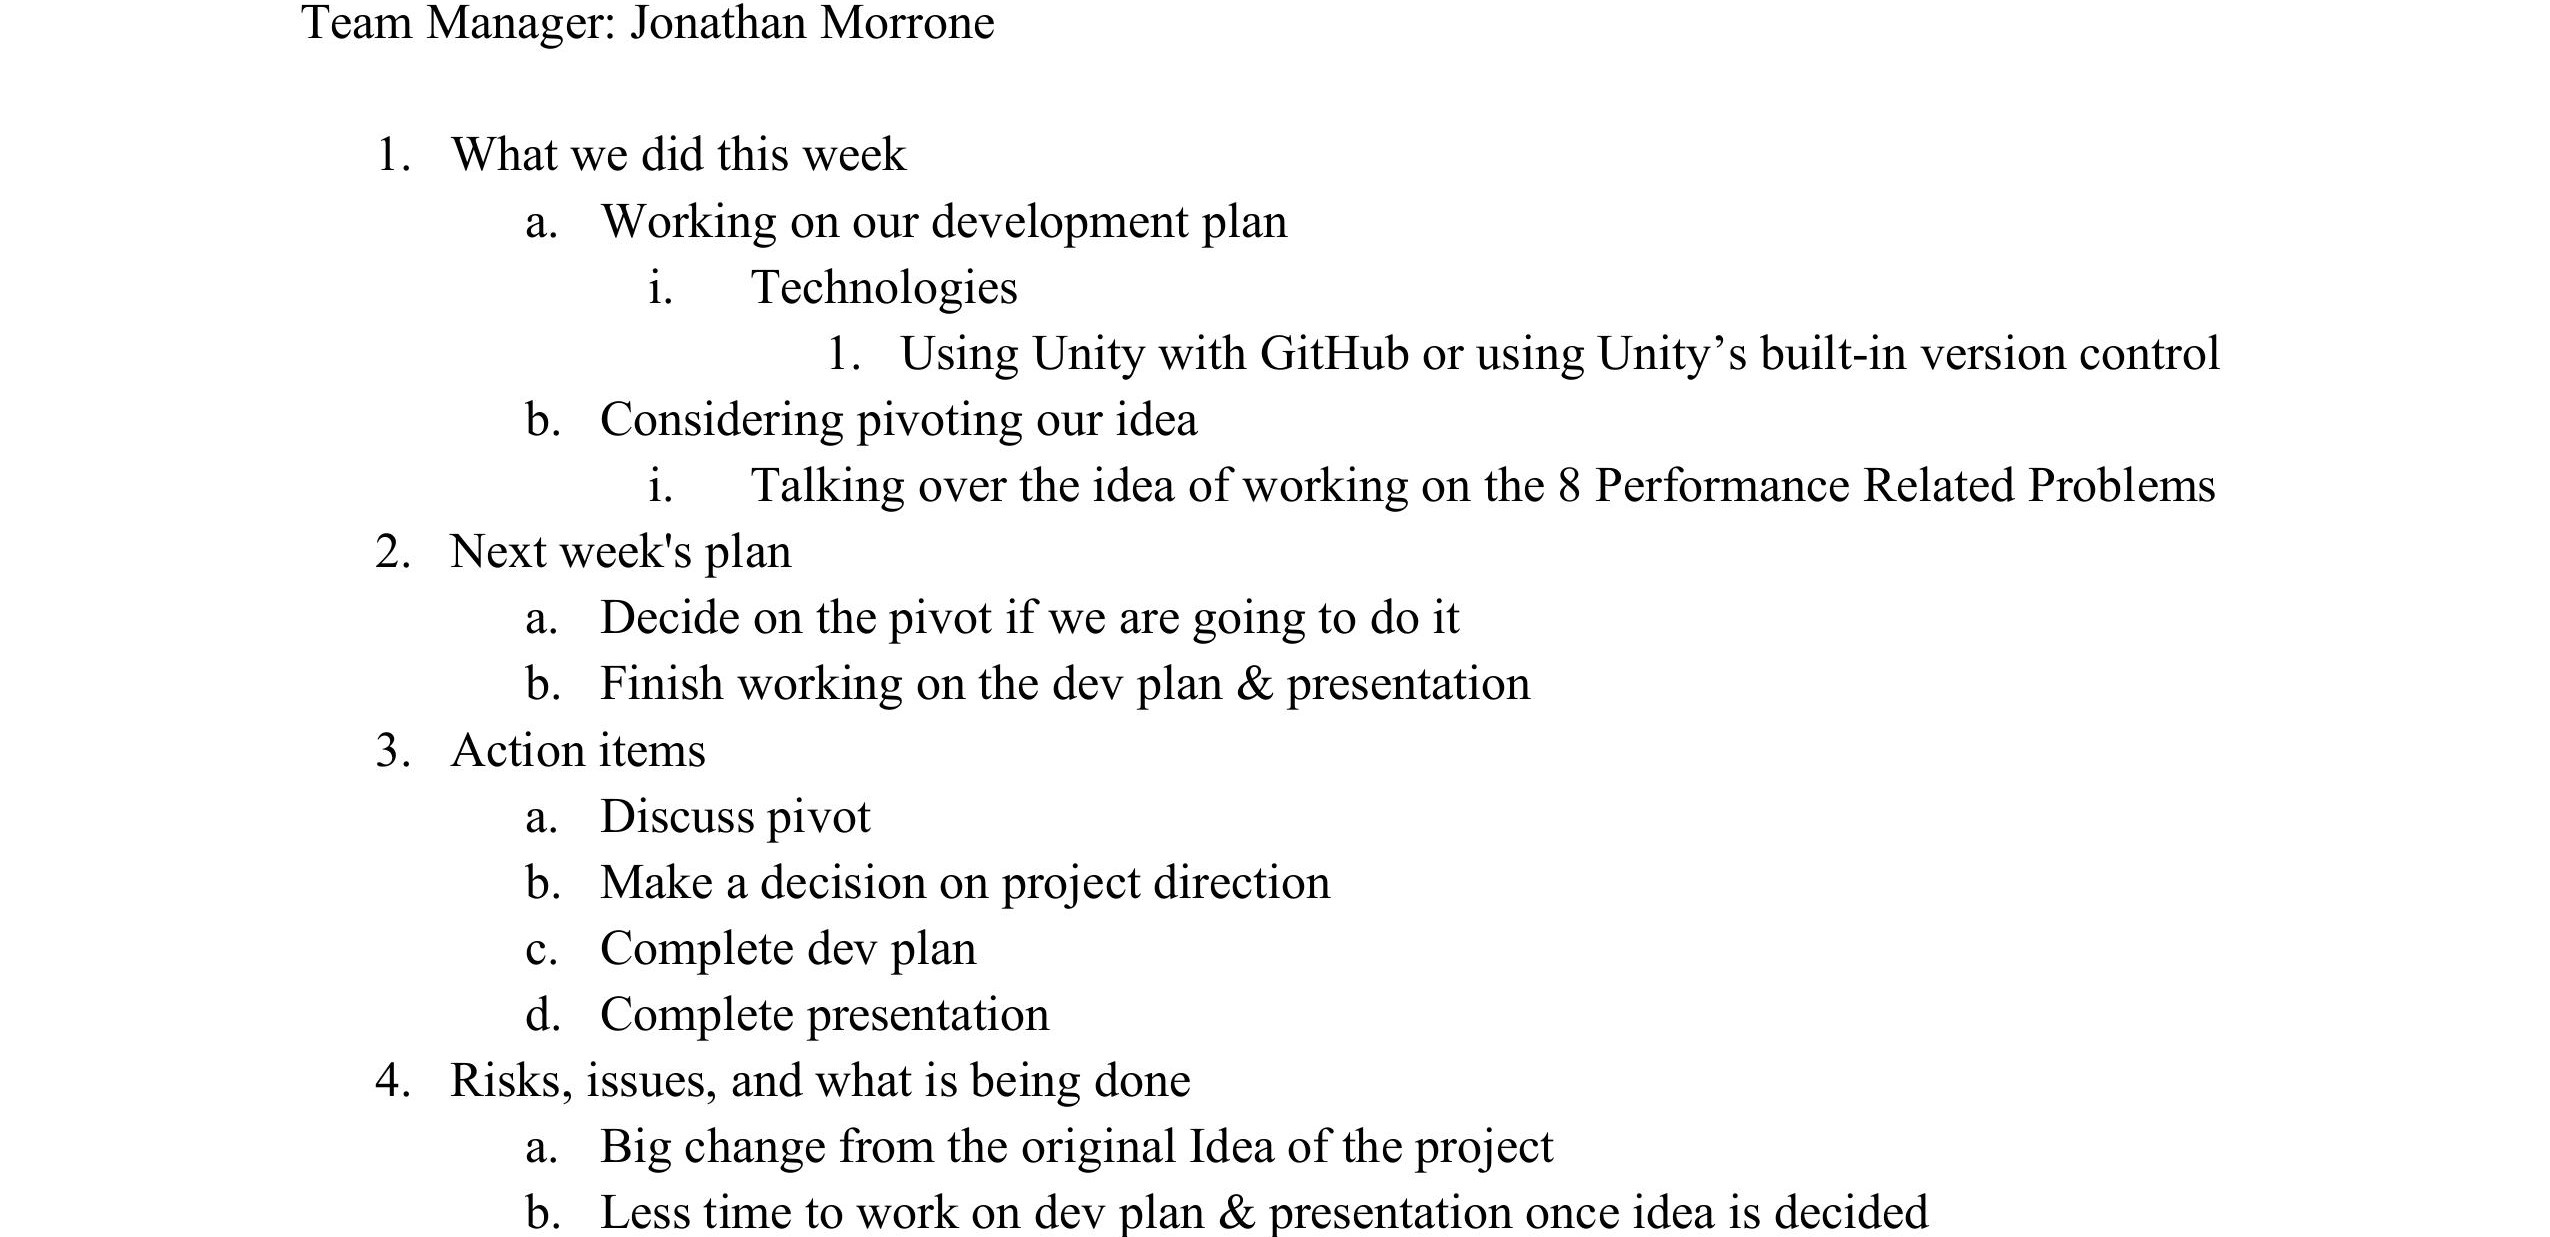 Team Manager: Jonathan Morrone
1. What we did this week
a. Working on our development plan
i. Technologies
1. Using Unity with GitHub or using Unity’s built-in version control
b. Considering pivoting our idea
i. Talking over the idea of working on the 8 Performance Related Problems
2. Next week's plan
a. Decide on the pivot if we are going to do it
b. Finish working on the dev plan & presentation
3. Action items
a. Discuss pivot
b. Make a decision on project direction
c. Complete dev plan
d. Complete presentation
4. Risks, issues, and what is being done
a. Big change from the original Idea of the project
b. Less time to work on dev plan & presentation once idea is decided